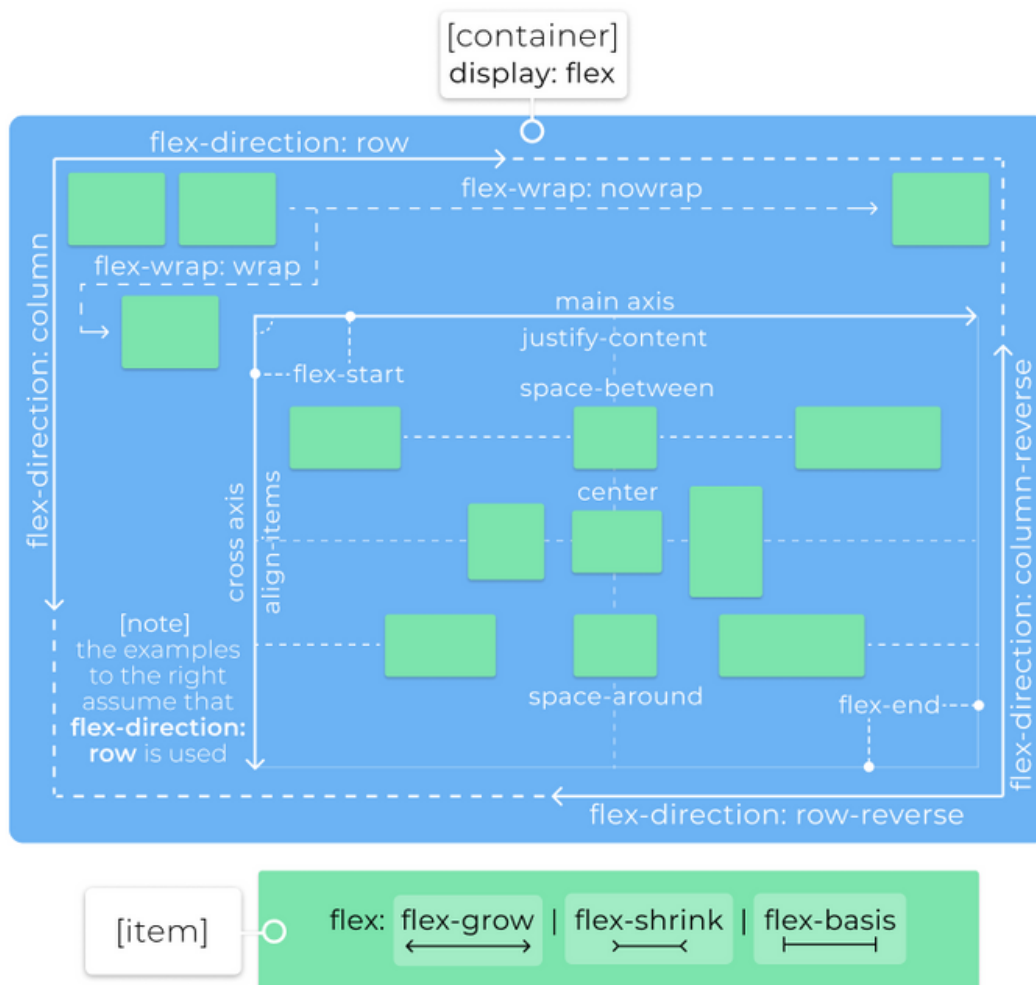 [container]
display: flex
flex-direction: row
flex-wrap: nowrap
flex-direction: column
flex-wrap: wrap
main axis
justify-content
flex-start
space-between
flex-direction: column-reverse
cross axis
align-items
center
[note]
the examples
to the right
assume that
flex-direction:
row is used
space-around
flex-end
flex-direction: row-reverse
[item]
flex: flex-grow | flex-shrink | flex-basis